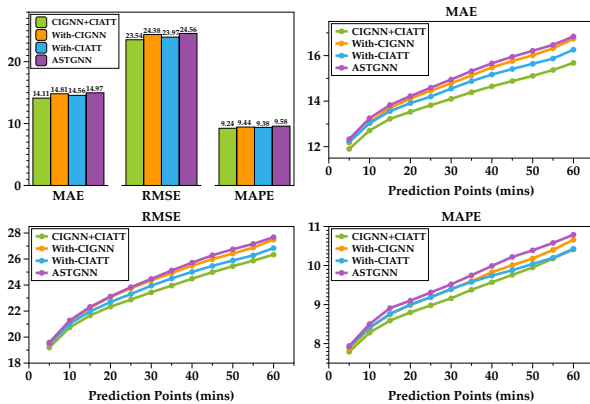 20
10
0
CIGNN+CIATT
With-CIGNN
With-CIATT
ASTGNN
14.11
14.81
14.56
14.97
23.54
24.38
23.97
24.56
9.24
9.44
9.38
9.58
MAE RMSE MAPE
MAE
16
14
12
CIGNN+CIATT
With-CIGNN
With-CIATT
ASTGNN
0 10 20 30 40 50 60
Prediction Points (mins)
RMSE
28
26
24
22
20
18
CIGNN+CIATT
With-CIGNN
With-CIATT
ASTGNN
0 10 20 30 40 50 60
Prediction Points (mins)
MAPE
11
10
9
8
CIGNN+CIATT
With-CIGNN
With-CIATT
ASTGNN
0 10 20 30 40 50 60
Prediction Points (mins)